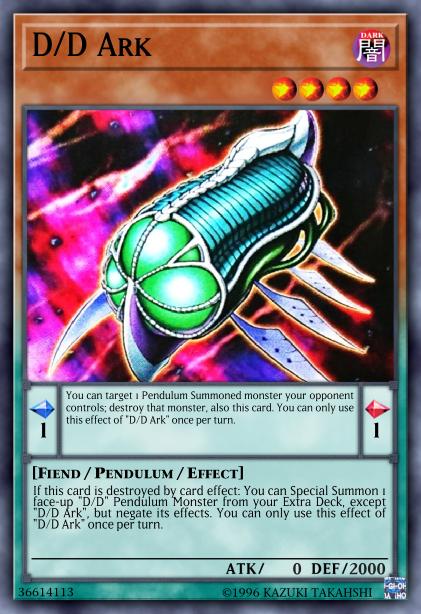 D/D Ark
DARK
闇
You can target 1 Pendulum Summoned monster your opponent
controls; destroy that monster, also this card. You can only use
this effect of "D/D Ark" once per turn.
1
1
[Fiend / Pendulum / Effect]
If this card is destroyed by card effect: You can Special Summon 1
face-up "D/D" Pendulum Monster from your Extra Deck, except
"D/D Ark", but negate its effects. You can only use this effect of
"D/D Ark" once per turn.
ATK/ 0 DEF/2000
36614113
©1996 KAZUKI TAKAHSHI